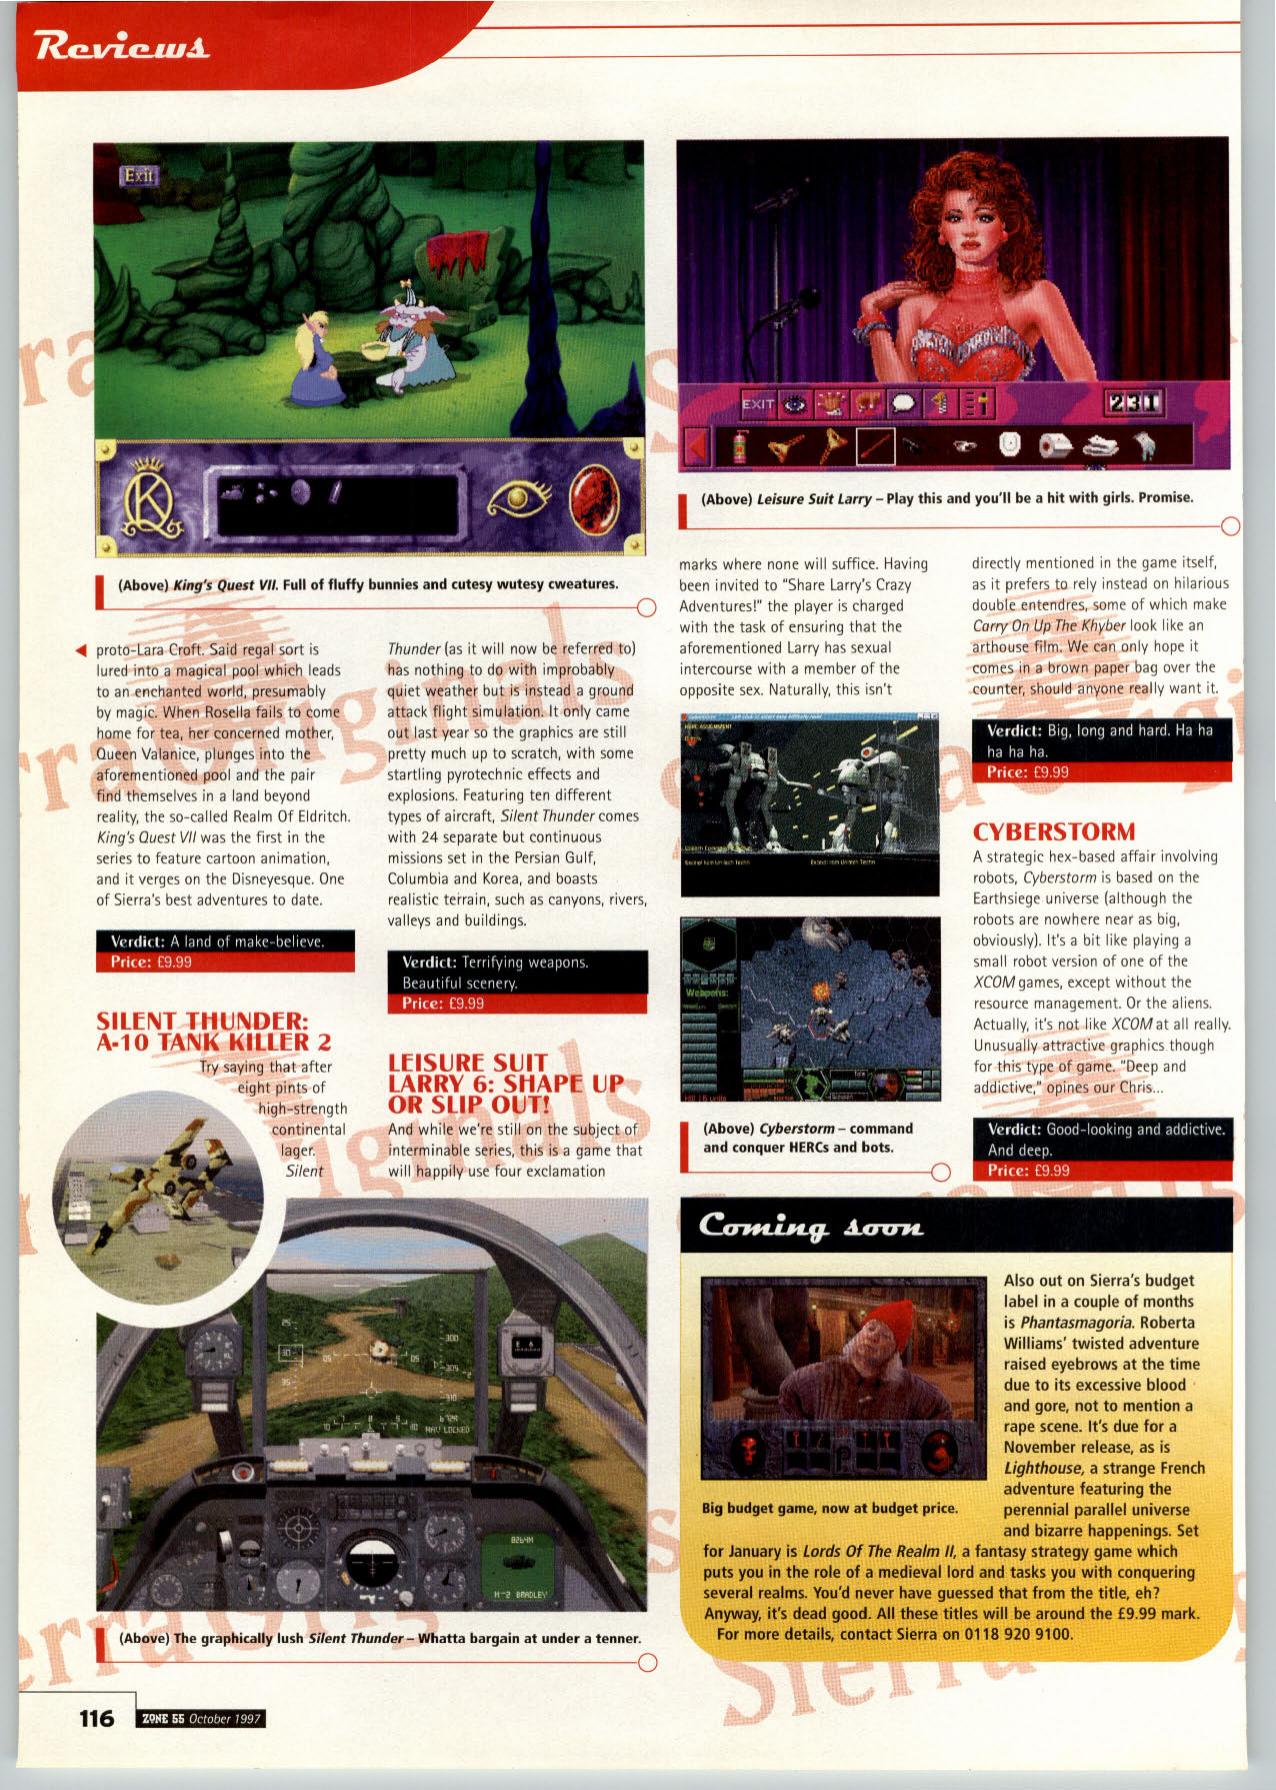 Reviews
Exit
EXIT
231
(Above) King's Quest VII. Full of fluffy bunnies and cutesy wutesy cweatures.
(Above) Leisure Suit Larry – Play this and you'll be a hit with girls. Promise.
proto-Lara Croft. Said regal sort is
lured into a magical pool which leads
to an enchanted world, presumably
by magic. When Rosella fails to come
home for tea, her concerned mother,
Queen Valanice, plunges into the
aforementioned pool and the pair
find themselves in a land beyond
reality, the so-called Realm Of Eldritch.
King's Quest VII was the first in the
series to feature cartoon animation,
and it verges on the Disneyesque. One
of Sierra's best adventures to date.
Verdict: A land of make-believe.
Price: £9.99
SILENT THUNDER:
A-10 TANK KILLER 2
Try saying that after
eight pints of
high-strength
continental
lager.
Silent
Thunder (as it will now be referred to)
has nothing to do with improbably
quiet weather but is instead a ground
attack flight simulation. It only came
out last year so the graphics are still
pretty much up to scratch, with some
startling pyrotechnic effects and
explosions. Featuring ten different
types of aircraft, Silent Thunder comes
with 24 separate but continuous
missions set in the Persian Gulf,
Columbia and Korea, and boasts
realistic terrain, such as canyons, rivers,
valleys and buildings.
Verdict: Terrifying weapons.
Beautiful scenery.
Price: £9.99
LEISURE SUIT
LARRY 6: SHAPE UP
OR SLIP OUT!
And while we're still on the subject of
interminable series, this is a game that
will happily use four exclamation
marks where none will suffice. Having
been invited to "Share Larry's Crazy
Adventures!" the player is charged
with the task of ensuring that the
aforementioned Larry has sexual
intercourse with a member of the
opposite sex. Naturally, this isn't
directly mentioned in the game itself,
as it prefers to rely instead on hilarious
double entendres, some of which make
Carry On Up The Khyber look like an
arthouse film. We can only hope it
comes in a brown paper bag over the
counter, should anyone really want it.
Verdict: Big, long and hard. Ha ha
ha ha ha.
Price: £9.99
CYBERSTORM
A strategic hex-based affair involving
robots, Cyberstorm is based on the
Earthsiege universe (although the
robots are nowhere near as big,
obviously). It's a bit like playing a
small robot version of one of the
XCOM games, except without the
resource management. Or the aliens.
Actually, it's not like XCOM at all really.
Unusually attractive graphics though
for this type of game. "Deep and
addictive," opines our Chris...
Verdict: Good-looking and addictive.
And deep.
Price: £9.99
Weapons:
(Above) Cyberstorm – command
and conquer HERCs and bots.
25
30
35
05
05
300
305
310
NAV LOCKED
8264M
M-2 BRADLEY
(Above) The graphically lush Silent Thunder – Whatta bargain at under a tenner.
Coming soon
Big budget game, now at budget price.
Also out on Sierra's budget
label in a couple of months
is Phantasmagoria. Roberta
Williams' twisted adventure
raised eyebrows at the time
due to its excessive blood
and gore, not to mention a
rape scene. It's due for a
November release, as is
Lighthouse, a strange French
adventure featuring the
perennial parallel universe
and bizarre happenings. Set
for January is Lords Of The Realm II, a fantasy strategy game which
puts you in the role of a medieval lord and tasks you with conquering
several realms. You'd never have guessed that from the title, eh?
Anyway, it's dead good. All these titles will be around the £9.99 mark.
For more details, contact Sierra on 0118 920 9100.
116
ZONE 55 October 1997